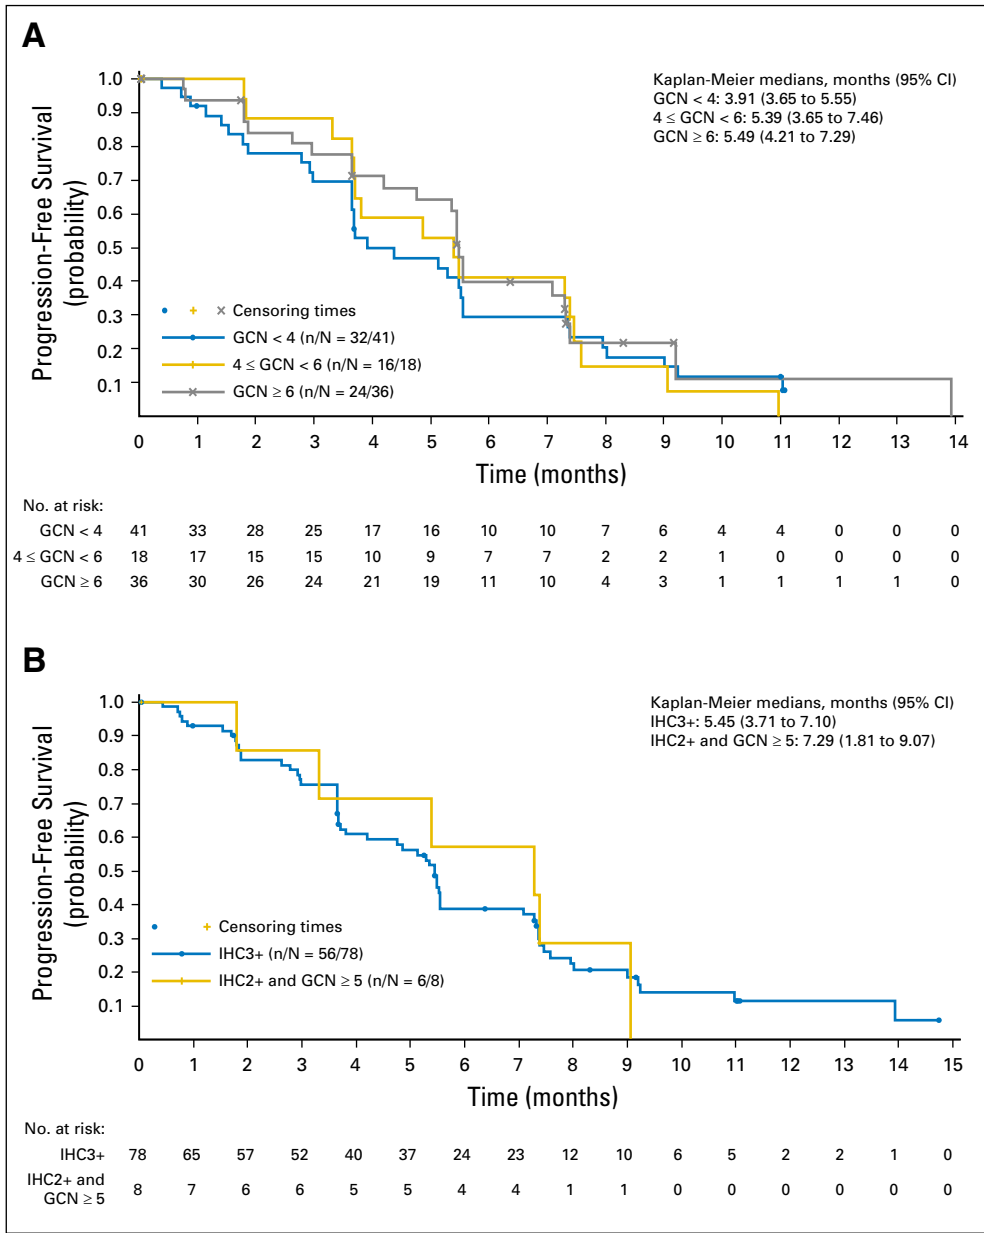 A
Kaplan-Meier medians, months (95% CI)
GCN < 4: 3.91 (3.65 to 5.55)
4 ≤ GCN < 6: 5.39 (3.65 to 7.46)
GCN ≥ 6: 5.49 (4.21 to 7.29)
Progression-Free Survival
(probability)
1.0
0.9
0.8
0.7
0.6
0.5
0.4
0.3
0.2
0.1
Censoring times
GCN < 4 (n/N = 32/41)
4 ≤ GCN < 6 (n/N = 16/18)
GCN ≥ 6 (n/N = 24/36)
0 1 2 3 4 5 6 7 8 9 10 11 12 13 14
Time (months)
No. at risk:
GCN < 4 41 33 28 25 17 16 10 10 7 6 4 4 0 0 0
4 ≤ GCN < 6 18 17 15 15 10 9 7 7 2 2 1 0 0 0 0
GCN ≥ 6 36 30 26 24 21 19 11 10 4 3 1 1 1 1 0
B
Kaplan-Meier medians, months (95% CI)
IHC3+: 5.45 (3.71 to 7.10)
IHC2+ and GCN ≥ 5: 7.29 (1.81 to 9.07)
Progression-Free Survival
(probability)
1.0
0.9
0.8
0.7
0.6
0.5
0.4
0.3
0.2
0.1
Censoring times
IHC3+ (n/N = 56/78)
IHC2+ and GCN ≥ 5 (n/N = 6/8)
0 1 2 3 4 5 6 7 8 9 10 11 12 13 14 15
Time (months)
No. at risk:
IHC3+ 78 65 57 52 40 37 24 23 12 10 6 5 2 2 1 0
IHC2+ and
GCN ≥ 5 8 7 6 6 5 5 4 4 1 1 0 0 0 0 0 0